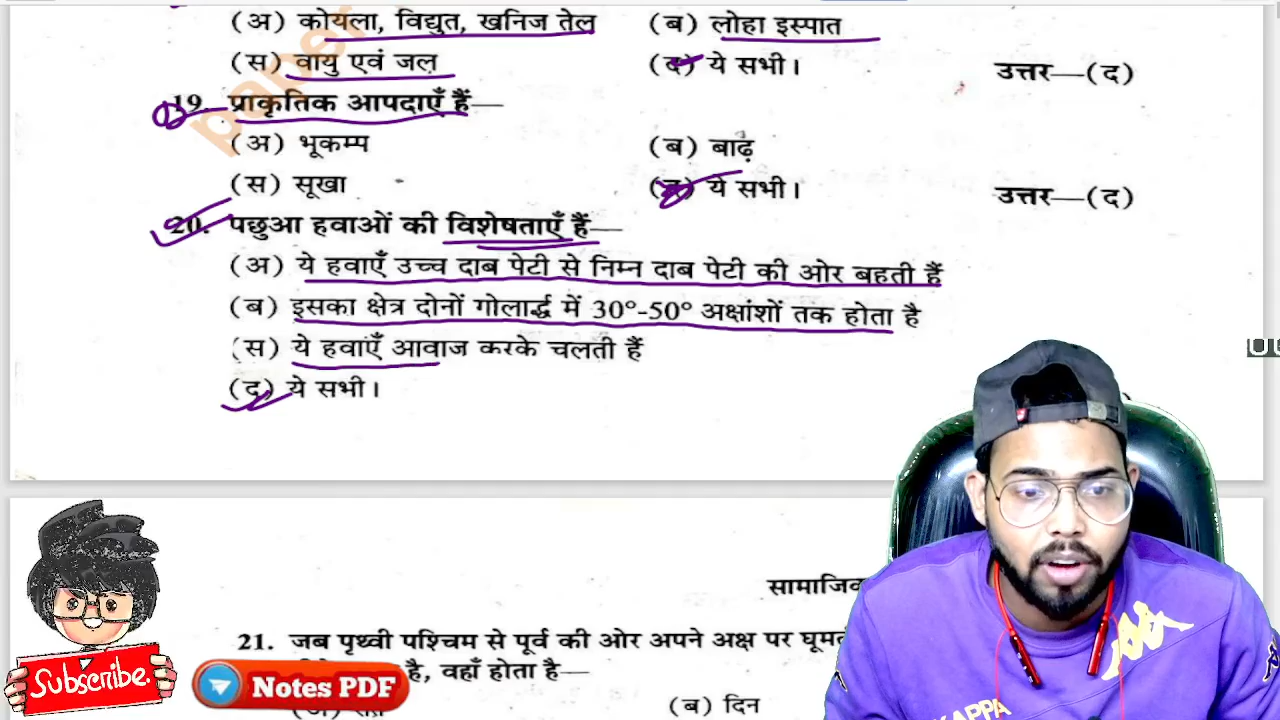 (अ) कोयला, विद्युत, खनिज तेल (ब) लोहा इस्पात
(स) वायु एवं जल (द) ये सभी। उत्तर—(द)
19. प्राकृतिक आपदाएँ हैं—
(अ) भूकम्प (ब) बाढ़
(स) सूखा (द) ये सभी। उत्तर—(द)
20. पछुआ हवाओं की विशेषताएँ हैं—
(अ) ये हवाएँ उच्च दाब पेटी से निम्न दाब पेटी की ओर बहती हैं
(ब) इसका क्षेत्र दोनों गोलार्द्ध में 30°-50° अक्षांशों तक होता है
(स) ये हवाएँ आवाज करके चलती हैं
(द) ये सभी।
21. जब पृथ्वी पश्चिम से पूर्व की ओर अपने अक्ष पर
है, वहाँ होता है—
(ब) दिन
Subscribe.
Notes PDF
KAPPA